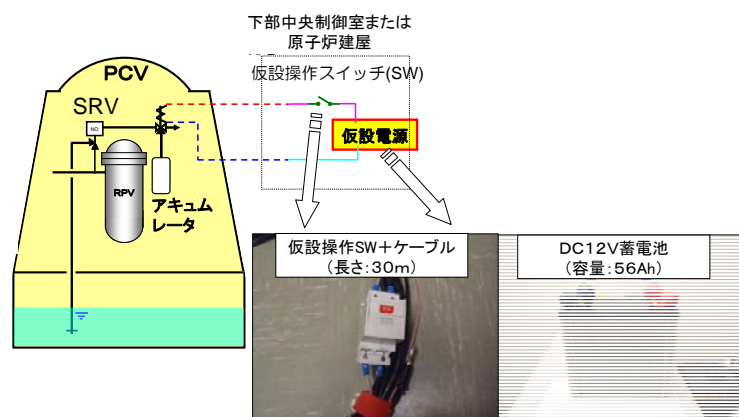 下部中央制御室または
原子炉建屋
仮設操作スイッチ(SW)
PCV
SRV
NO
仮設電源
RPV
アキュム
レータ
仮設操作SW+ケーブル
(長さ:30m)
DC12V蓄電池
(容量:56Ah)